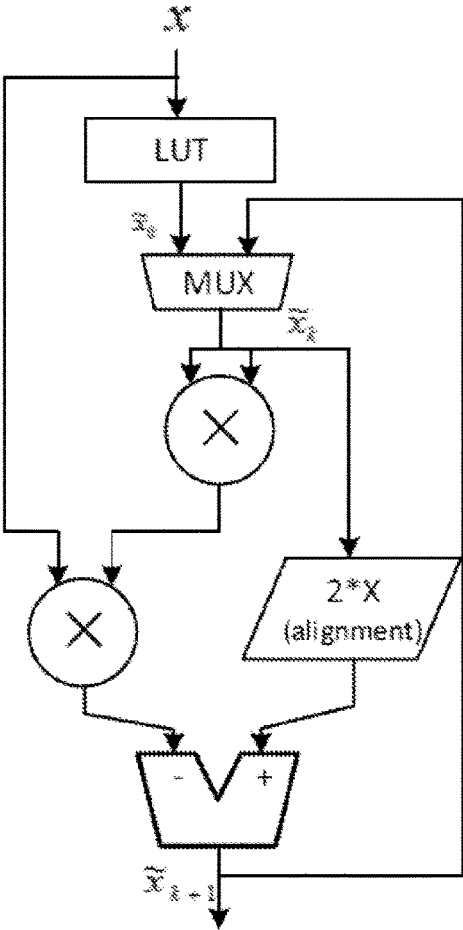 x
LUT
x̃₀
MUX
x̃ₖ
×
2*X
(alignment)
×
- +
x̃ₖ₊₁